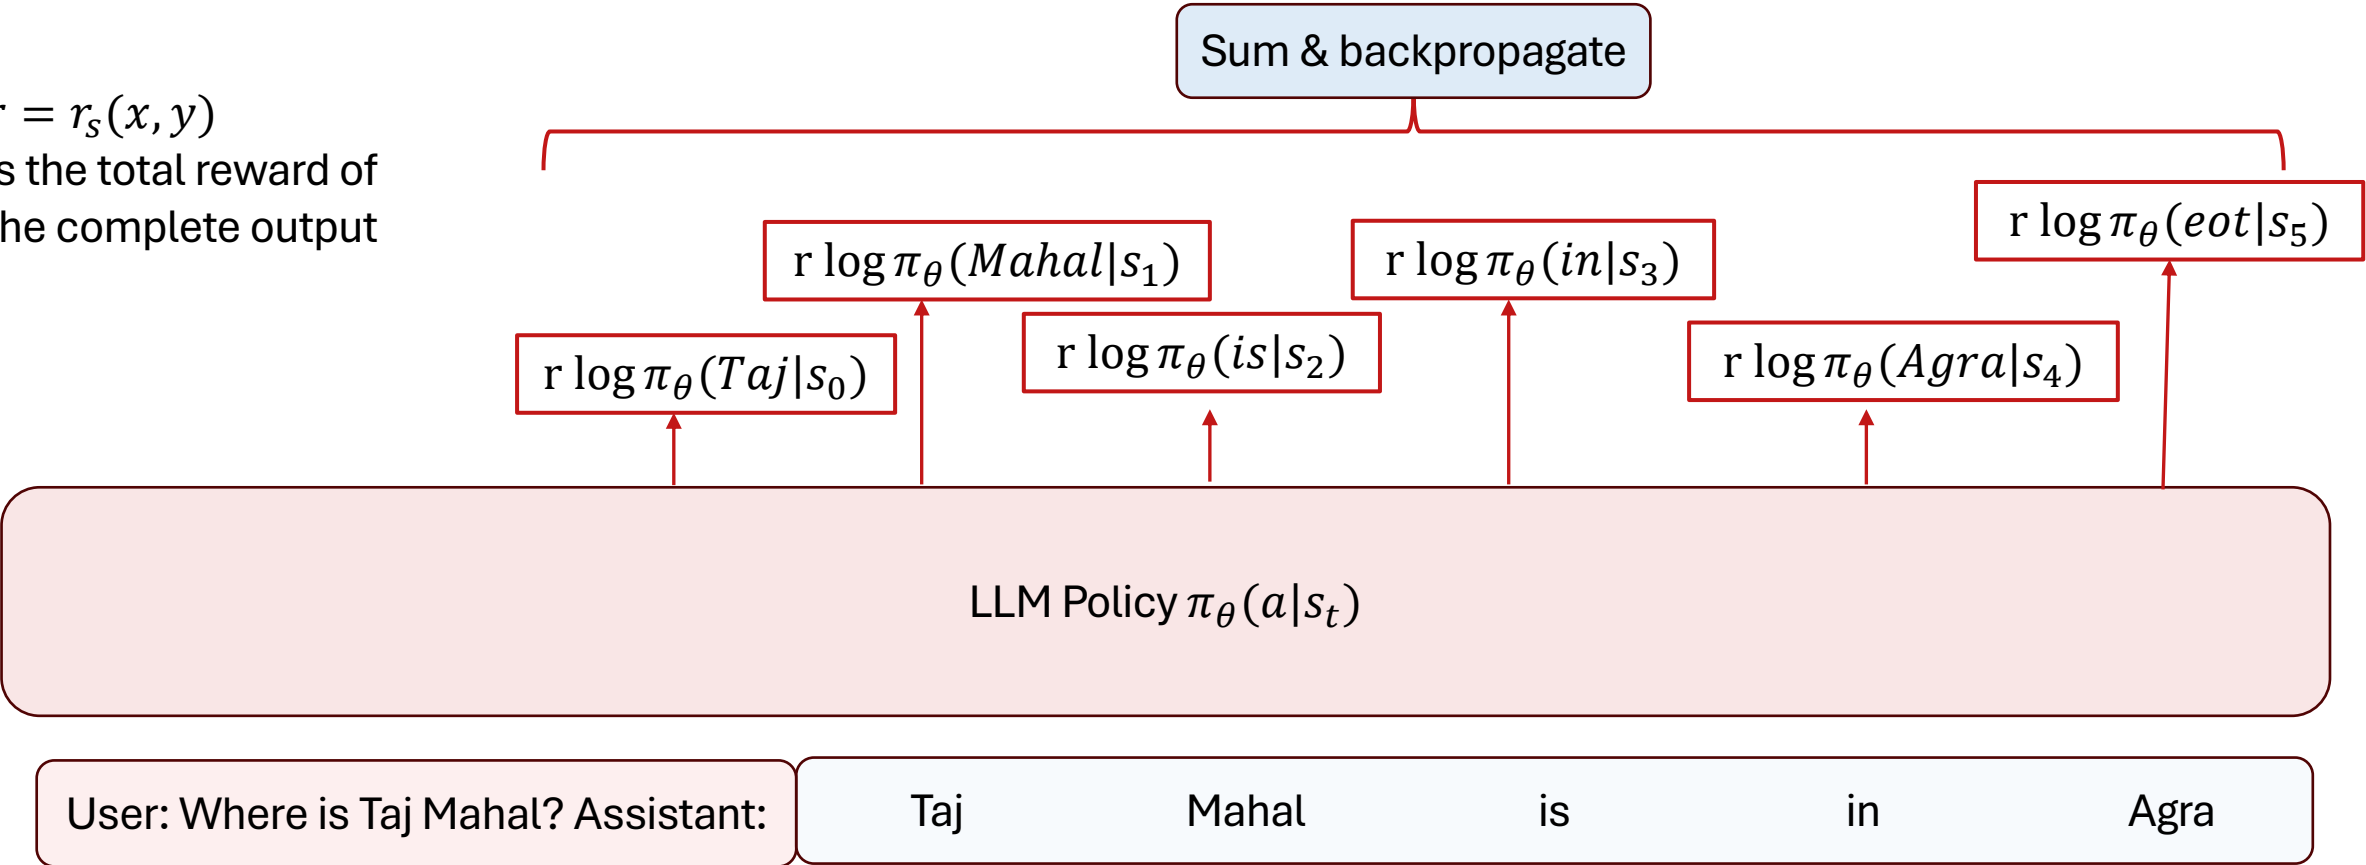 Sum & backpropagate
= r_s(x, y)
the total reward of
complete output
r log π_θ(eot|s_5)
r log π_θ(Mahal|s_1)
r log π_θ(in|s_3)
r log π_θ(is|s_2)
r log π_θ(Agra|s_4)
r log π_θ(Taj|s_0)
LLM Policy π_θ(a|s_t)
User: Where is Taj Mahal? Assistant: Taj Mahal is in Agra